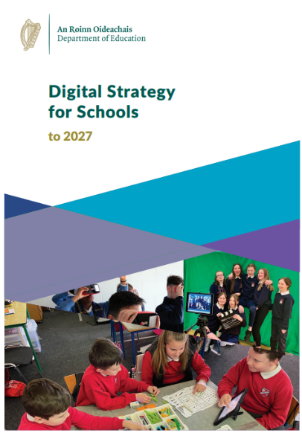 An Roinn Oideachais
Department of Education
Digital Strategy
for Schools
to 2027